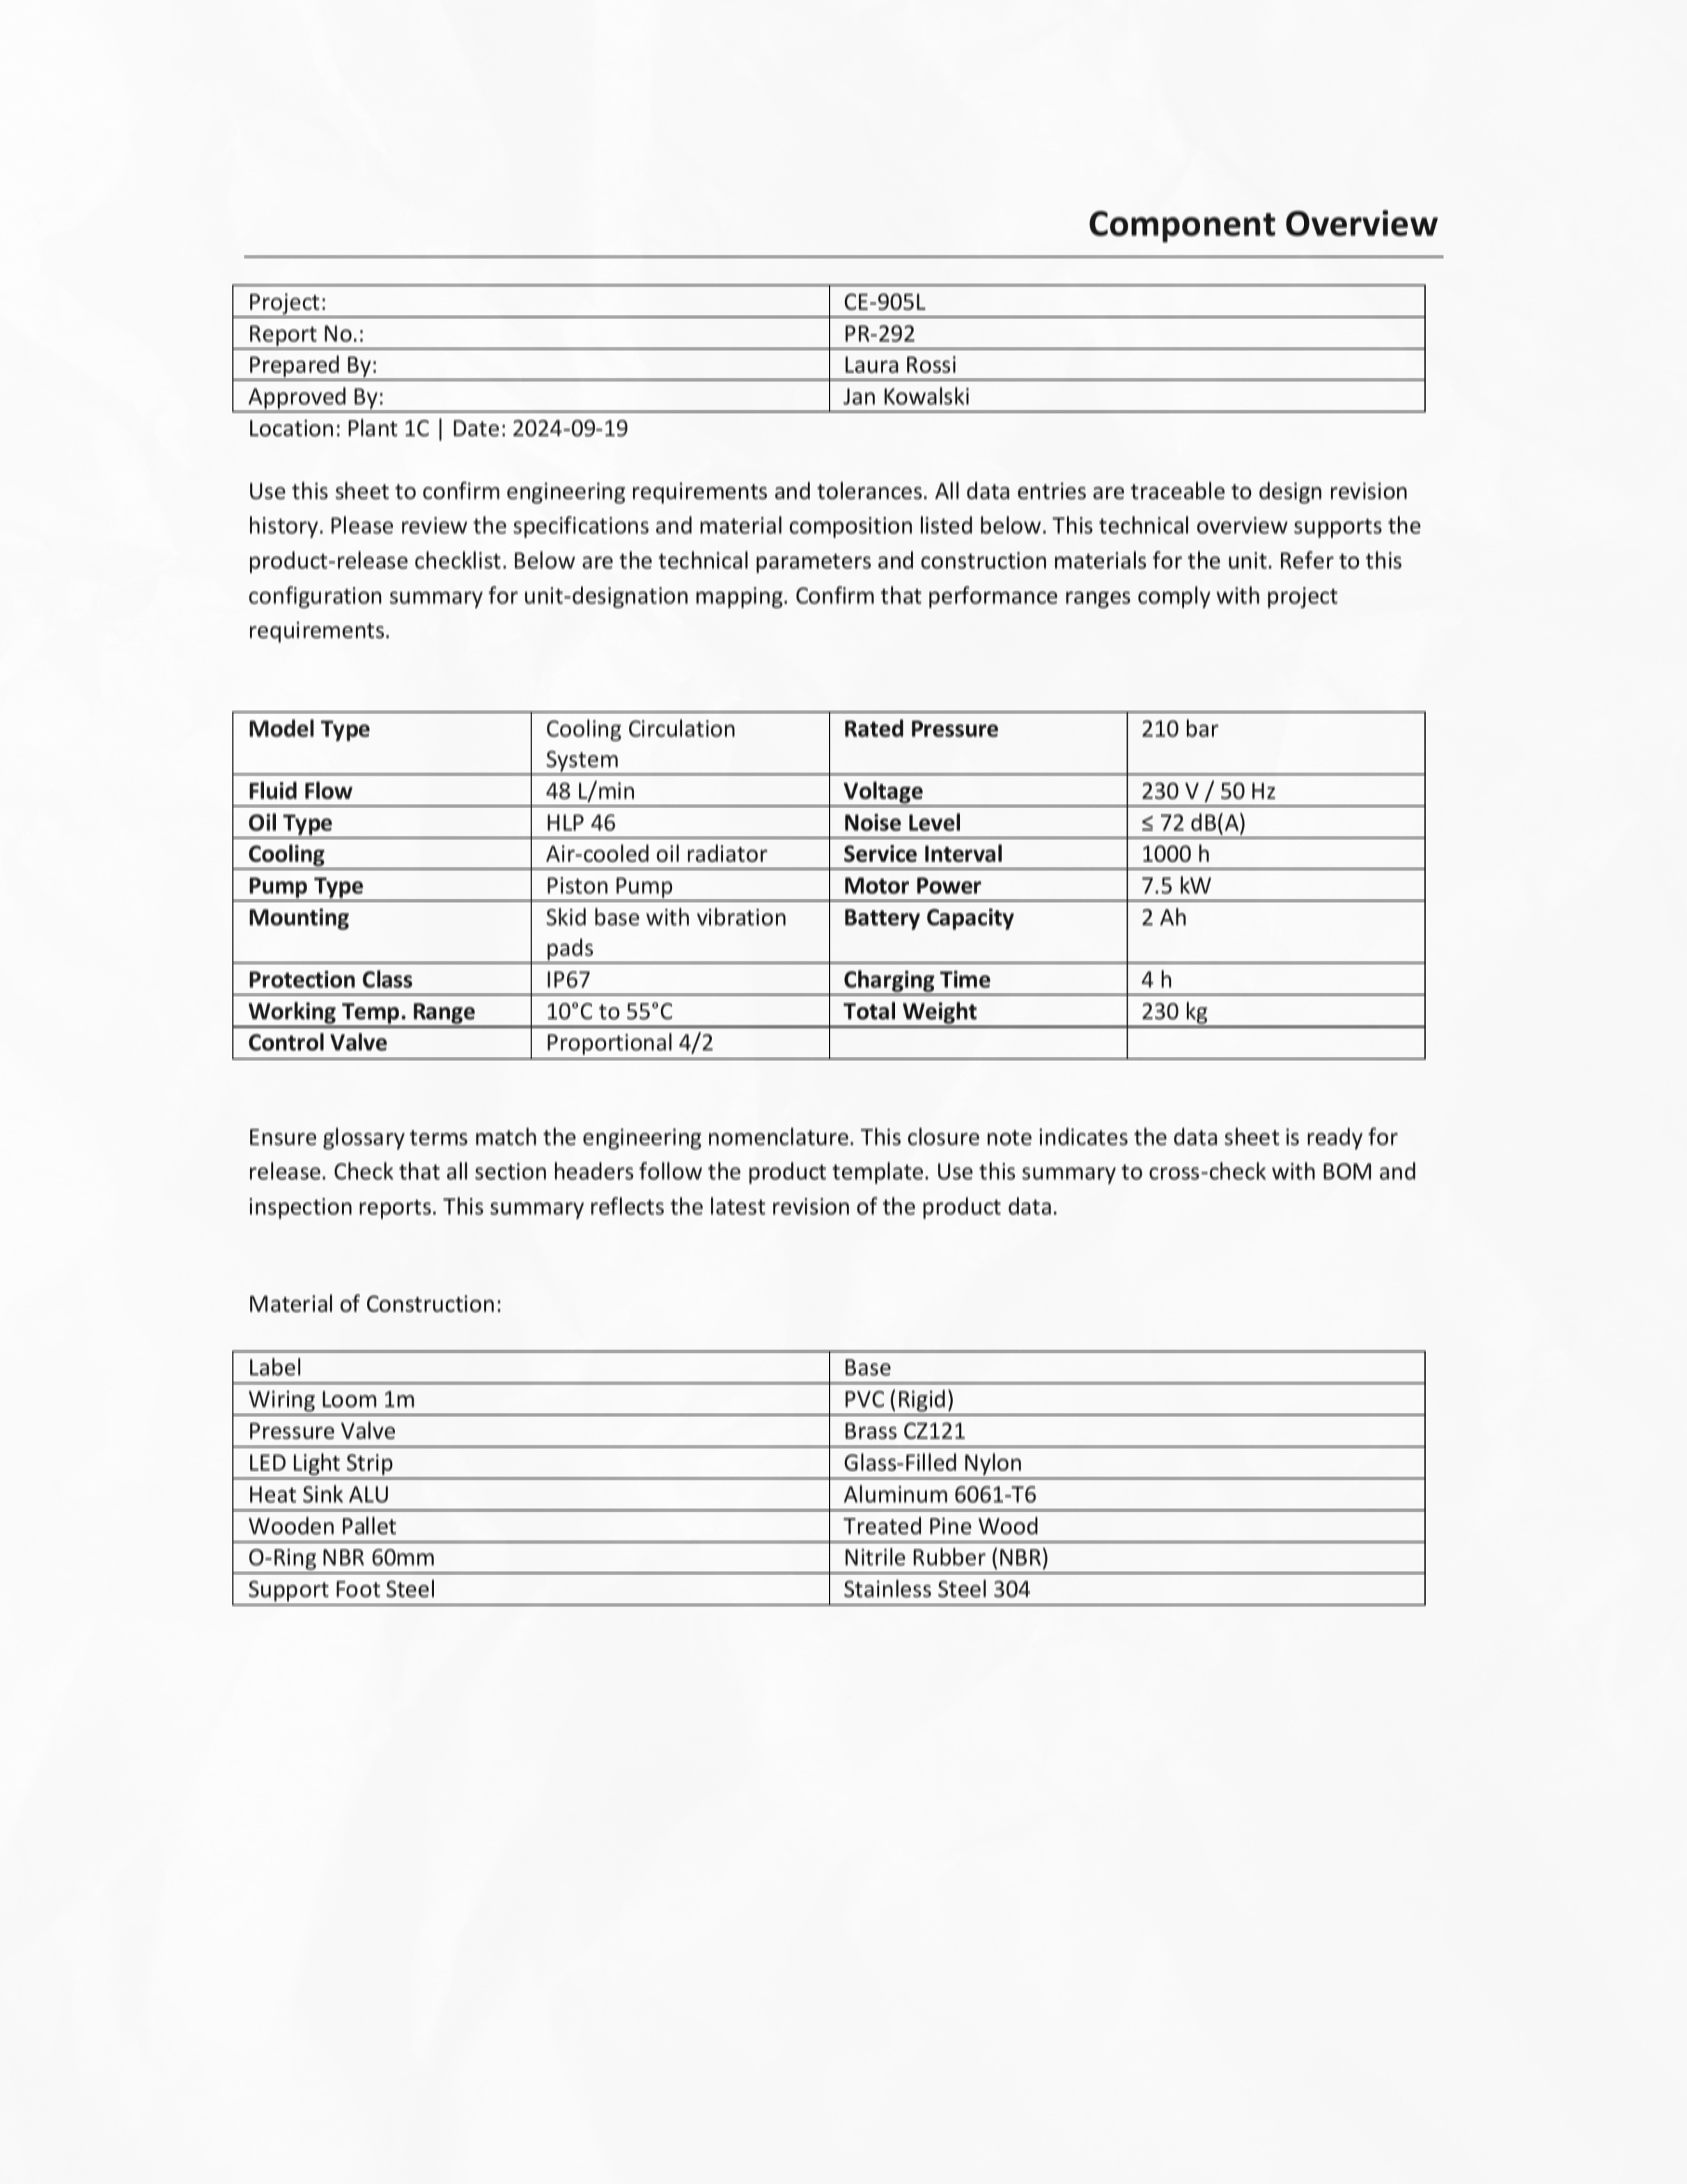 Component Overview
Project: CE-905L
Report No.: PR-292
Prepared By: Laura Rossi
Approved By: Jan Kowalski
Location: Plant 1C | Date: 2024-09-19
Use this sheet to confirm engineering requirements and tolerances. All data entries are traceable to design revision
history. Please review the specifications and material composition listed below. This technical overview supports the
product-release checklist. Below are the technical parameters and construction materials for the unit. Refer to this
configuration summary for unit-designation mapping. Confirm that performance ranges comply with project
requirements.
Model Type Cooling Circulation Rated Pressure 210 bar
System
Fluid Flow 48 L/min Voltage 230 V / 50 Hz
Oil Type HLP 46 Noise Level ≤ 72 dB(A)
Cooling Air-cooled oil radiator Service Interval 1000 h
Pump Type Piston Pump Motor Power 7.5 kW
Mounting Skid base with vibration Battery Capacity 2 Ah
pads
Protection Class IP67 Charging Time 4 h
Working Temp. Range 10°C to 55°C Total Weight 230 kg
Control Valve Proportional 4/2
Ensure glossary terms match the engineering nomenclature. This closure note indicates the data sheet is ready for
release. Check that all section headers follow the product template. Use this summary to cross-check with BOM and
inspection reports. This summary reflects the latest revision of the product data.
Material of Construction:
Label Base
Wiring Loom 1m PVC (Rigid)
Pressure Valve Brass CZ121
LED Light Strip Glass-Filled Nylon
Heat Sink ALU Aluminum 6061-T6
Wooden Pallet Treated Pine Wood
O-Ring NBR 60mm Nitrile Rubber (NBR)
Support Foot Steel Stainless Steel 304